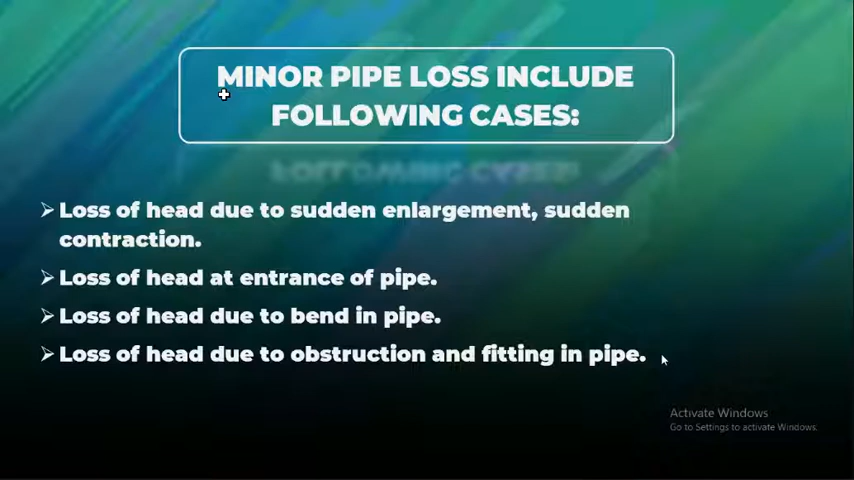 MINOR PIPE LOSS INCLUDE
FOLLOWING CASES:
➢ Loss of head due to sudden enlargement, sudden
contraction.
➢ Loss of head at entrance of pipe.
➢ Loss of head due to bend in pipe.
➢ Loss of head due to obstruction and fitting in pipe.
Activate Windows
Go to Settings to activate Windows.